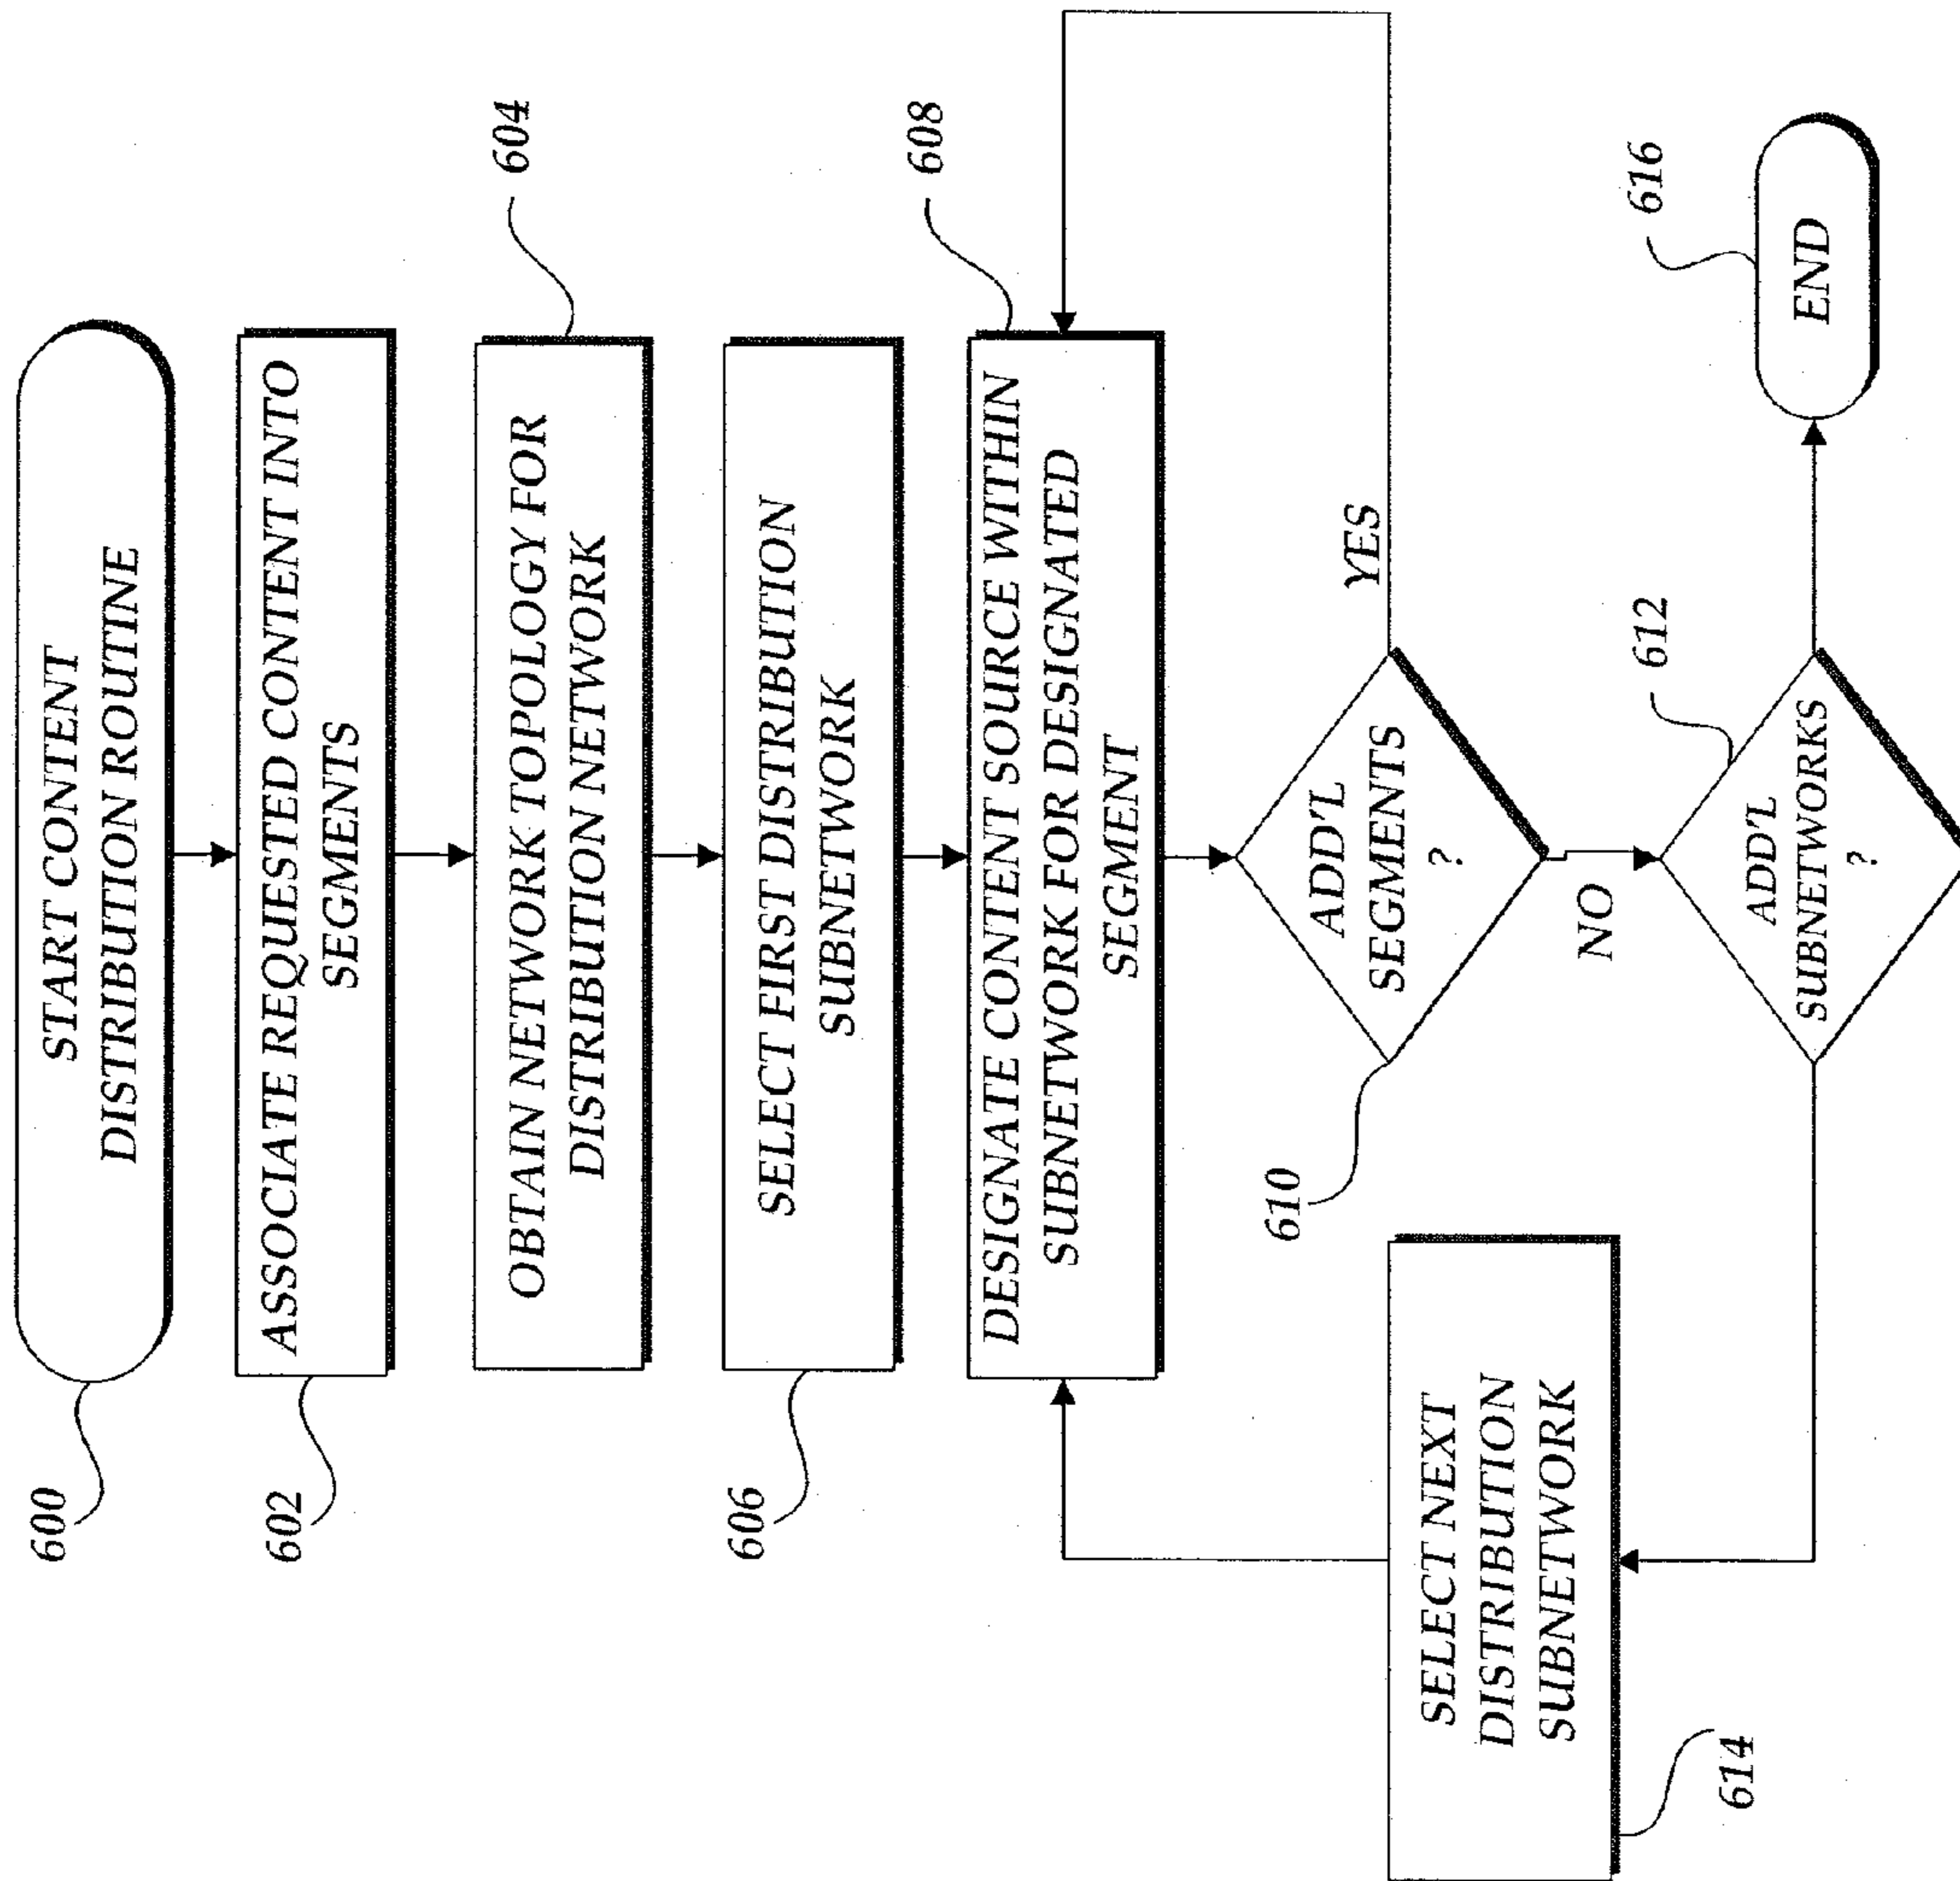 600
START CONTENT
DISTRIBUTION ROUTINE
602
ASSOCIATE REQUESTED CONTENT INTO
SEGMENTS
604
OBTAIN NETWORK TOPOLOGY FOR
DISTRIBUTION NETWORK
606
SELECT FIRST DISTRIBUTION
SUBNETWORK
608
DESIGNATE CONTENT SOURCE WITHIN
SUBNETWORK FOR DESIGNATED
SEGMENT
610
ADD'L
SEGMENTS
?
YES
NO
612
ADD'L
SUBNETWORKS
?
614
SELECT NEXT
DISTRIBUTION
SUBNETWORK
616
END